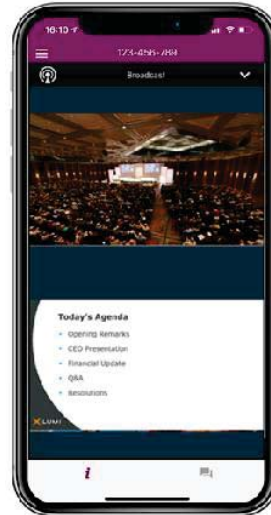 16:10
123-456-789
Broadcast
Today's Agenda
• Opening Remarks
• CEO Presentation
• Financial Update
• Q&A
• Resolutions
LUMI
i